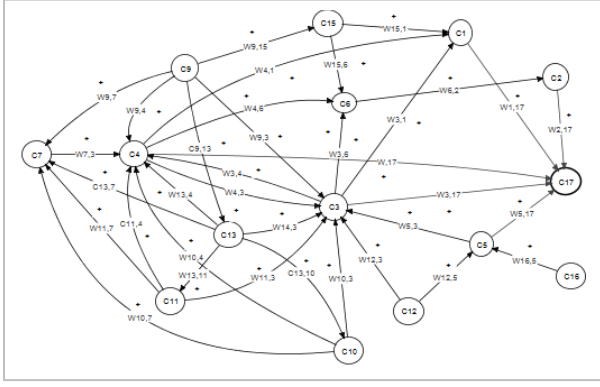 C15
+
W15,1
+
C1
W9,15
+
C9
W15,5
+
C2
+
W9,7
+
W9,4
W4,1
+
W4,6
C6
W6,2
+
W1,17
+
W2,17
C9,13
W9,3
+
W3,1
+
C7
W7,3
+
C4
W3,6
+
W,17
+
C17
C13,7
+
W13,4
+
W3,4
+
W4,3
+
C3
W3,17
+
W11,7
+
C11,4
+
C13
W14,3
+
W5,3
+
W5,17
+
C5
W10,4
+
W13,11
+
W11,3
+
C13,10
+
W10,3
+
W12,3
+
W12,5
+
W16,5
+
C16
C11
C12
W10,7
+
C10